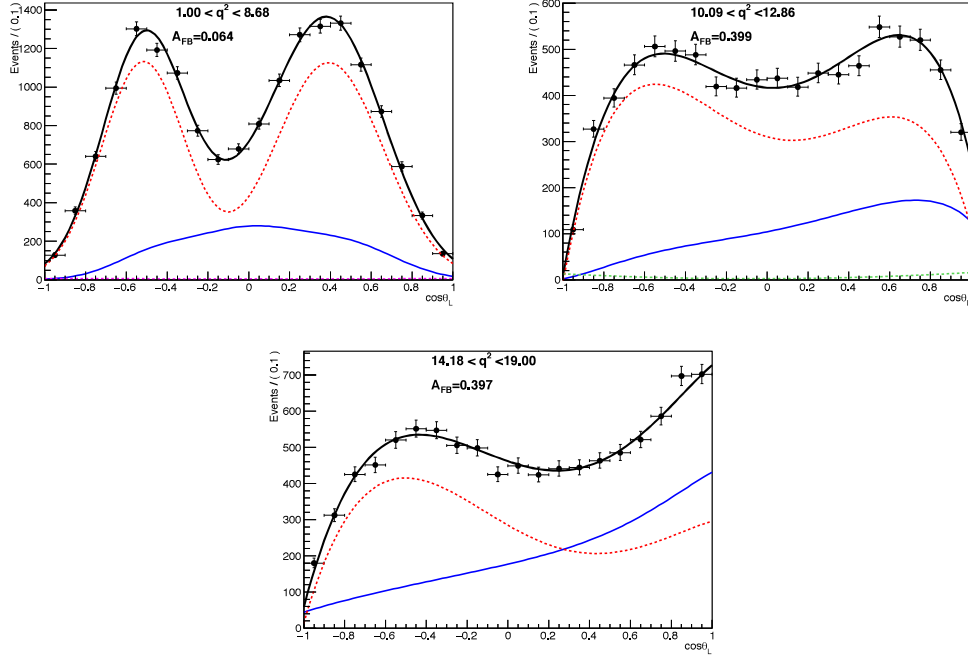 1.00 < q² < 8.68
A_FB=0.064
Events / ( 0.1 )
1400
1200
1000
800
600
400
200
0
−1 −0.8 −0.6 −0.4 −0.2 0 0.2 0.4 0.6 0.8 1
cosθ_L
10.09 < q² <12.86
A_FB=0.399
Events / ( 0.1 )
600
500
400
300
200
100
0
−1 −0.8 −0.6 −0.4 −0.2 0 0.2 0.4 0.6 0.8
cosθ_L
14.18 < q² <19.00
A_FB=0.397
Events / ( 0.1 )
700
600
500
400
300
200
100
0
−1 −0.8 −0.6 −0.4 −0.2 0 0.2 0.4 0.6 0.8 1
cosθ_L